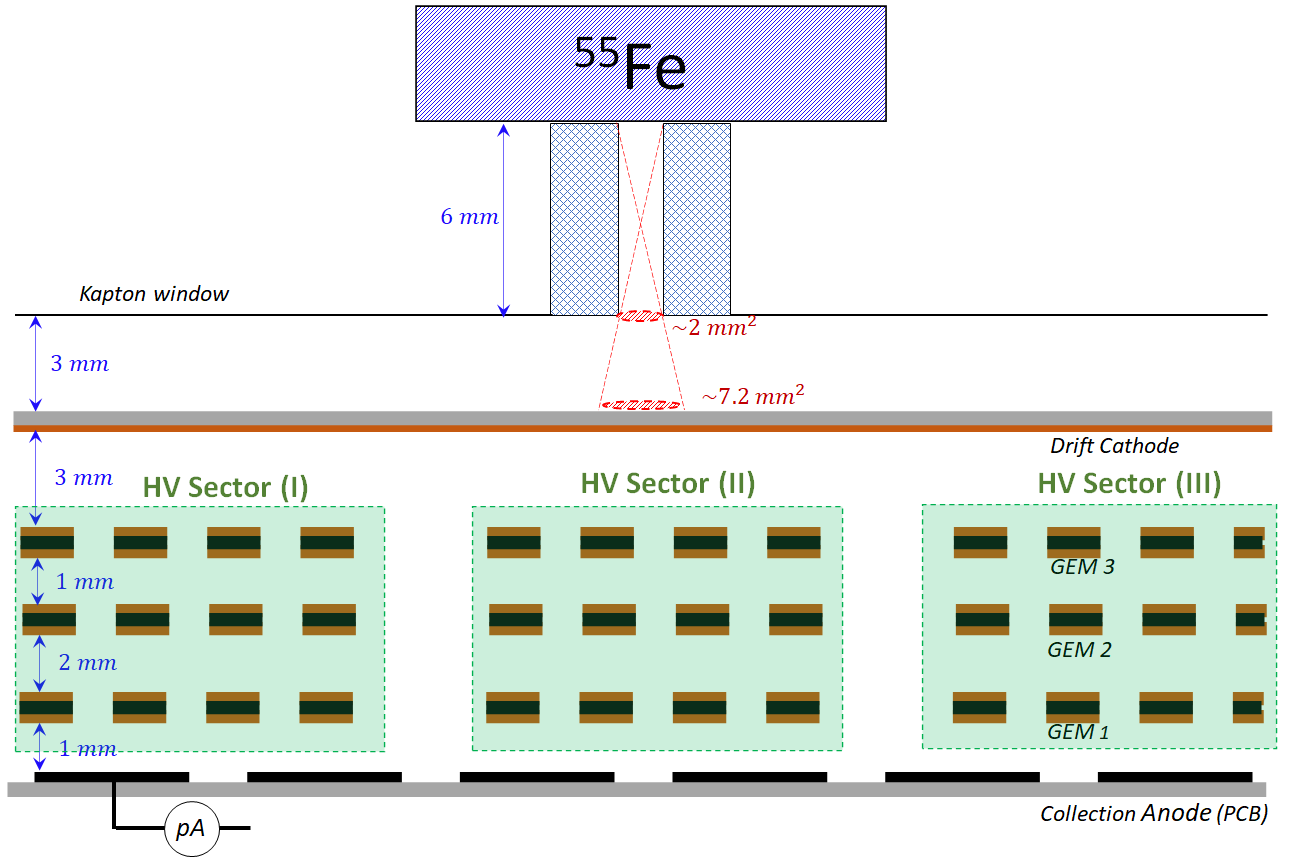 ⁵⁵Fe
6 mm
Kapton window
~2 mm²
3 mm
~7.2 mm²
Drift Cathode
3 mm
HV Sector (I)
HV Sector (II)
HV Sector (III)
GEM 3
1 mm
GEM 2
2 mm
GEM 1
1 mm
Collection Anode (PCB)
pA